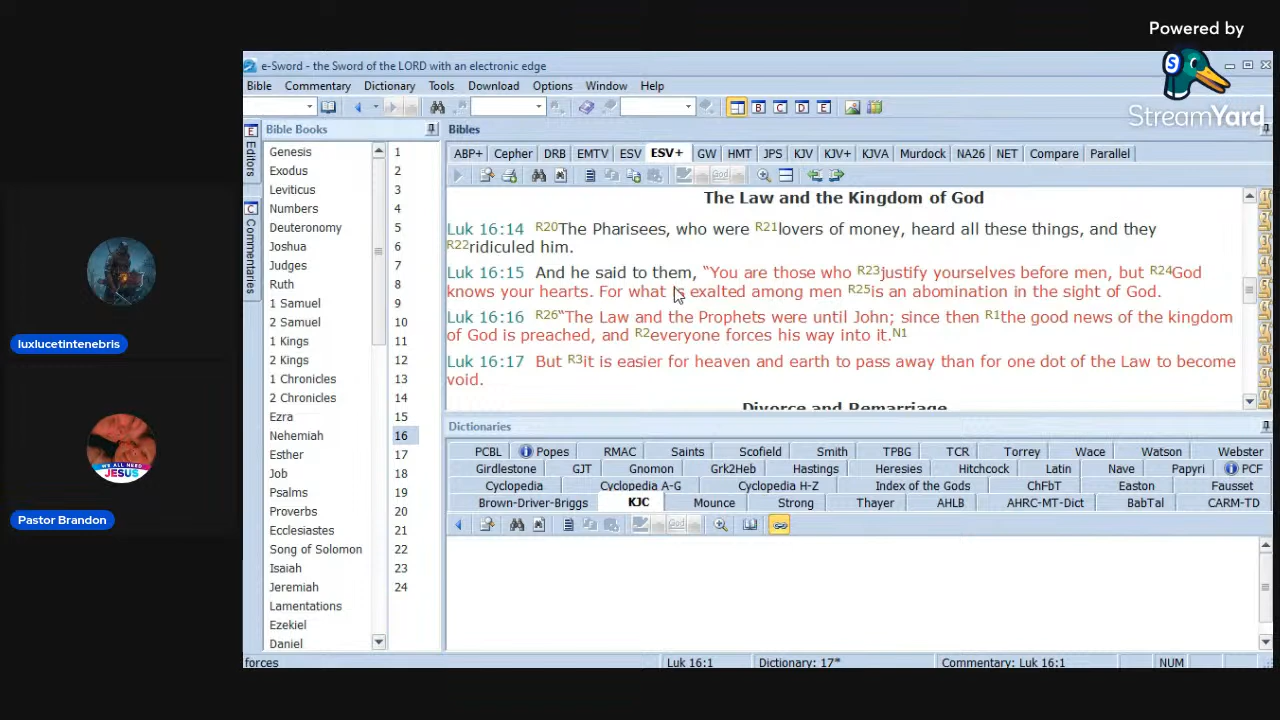 Powered by
StreamYard
luxlucetintenebris
WE ALL NEED
JESUS
Pastor Brandon
e-Sword - the Sword of the LORD with an electronic edge
Bible Commentary Dictionary Tools Download Options Window Help
B C D E
Bible Books
Bibles
Editors
Commentaries
Genesis 1
Exodus 2
Leviticus 3
Numbers 4
Deuteronomy 5
Joshua 6
Judges 7
Ruth 8
1 Samuel 9
2 Samuel 10
1 Kings 11
2 Kings 12
1 Chronicles 13
2 Chronicles 14
Ezra 15
Nehemiah 16
Esther 17
Job 18
Psalms 19
Proverbs 20
Ecclesiastes 21
Song of Solomon 22
Isaiah 23
Jeremiah 24
Lamentations
Ezekiel
Daniel
ABP+ Cepher DRB EMTV ESV ESV+ GW HMT JPS KJV KJV+ KJVA Murdock NA26 NET Compare Parallel
The Law and the Kingdom of God
Luk 16:14 R20The Pharisees, who were R21lovers of money, heard all these things, and they
R22ridiculed him.
Luk 16:15 And he said to them, “You are those who R23justify yourselves before men, but R24God
knows your hearts. For what is exalted among men R25is an abomination in the sight of God.
Luk 16:16 R26“The Law and the Prophets were until John; since then R1the good news of the kingdom
of God is preached, and R2everyone forces his way into it.N1
Luk 16:17 But R3it is easier for heaven and earth to pass away than for one dot of the Law to become
void.
Divorce and Remarriage
Dictionaries
PCBL Popes RMAC Saints Scofield Smith TPBG TCR Torrey Wace Watson Webster
Girdlestone GJT Gnomon Grk2Heb Hastings Heresies Hitchcock Latin Nave Papyri PCF
Cyclopedia Cyclopedia A-G Cyclopedia H-Z Index of the Gods ChFbT Easton Fausset
Brown-Driver-Briggs KJC Mounce Strong Thayer AHLB AHRC-MT-Dict BabTal CARM-TD
forces Luk 16:1 Dictionary: 17* Commentary: Luk 16:1 NUM